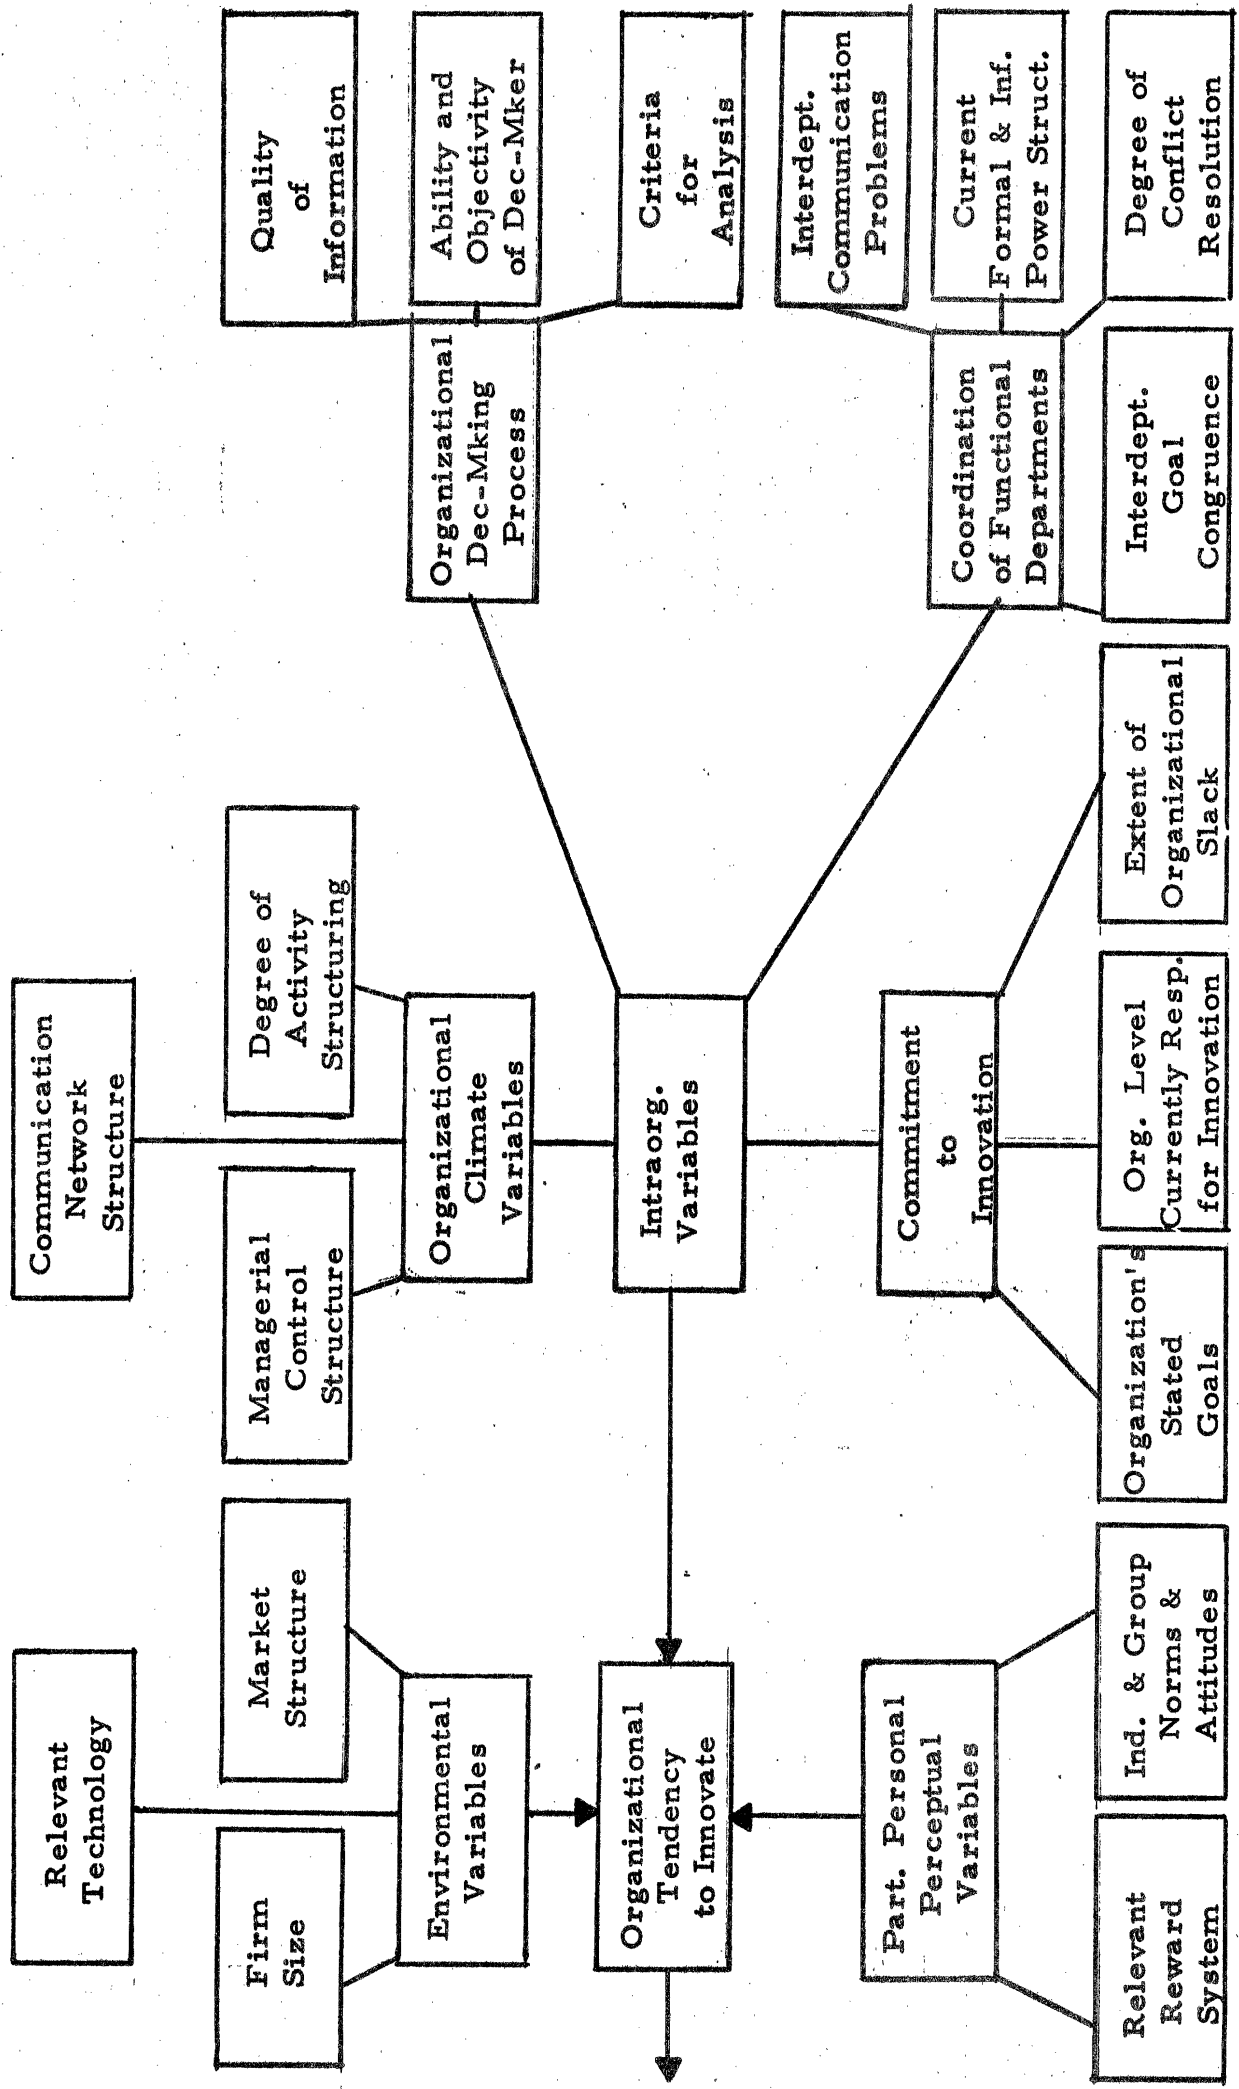 Relevant
Technology
Firm
Size
Market
Structure
Environmental
Variables
Organizational
Tendency
to Innovate
Part. Personal
Perceptual
Variables
Relevant
Reward
System
Ind. & Group
Norms &
Attitudes
Communication
Network
Structure
Managerial
Control
Structure
Degree of
Activity
Structuring
Organizational
Climate
Variables
Intraorg.
Variables
Commitment
to
Innovation
Organization's
Stated
Goals
Org. Level
Currently Resp.
for Innovation
Extent of
Organizational
Slack
Quality
of
Information
Organizational
Dec-Mking
Process
Ability and
Objectivity
of Dec-Mker
Criteria
for
Analysis
Interdept.
Communication
Problems
Coordination
of Functional
Departments
Current
Formal & Inf.
Power Struct.
Interdept.
Goal
Congruence
Degree of
Conflict
Resolution